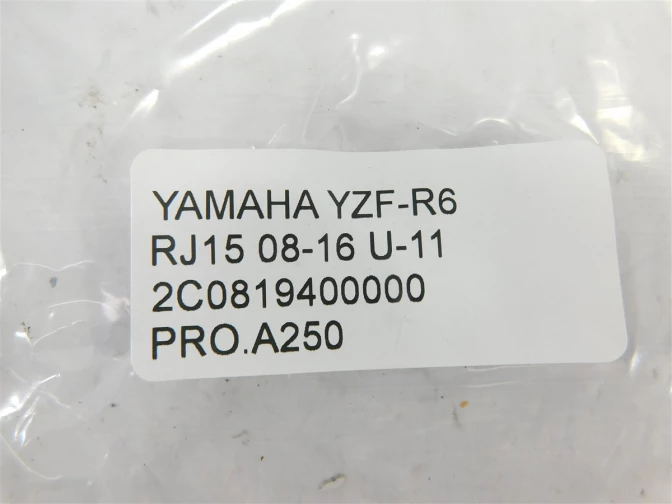 YAMAHA YZF-R6
RJ15 08-16 U-11
2C0819400000
PRO.A250